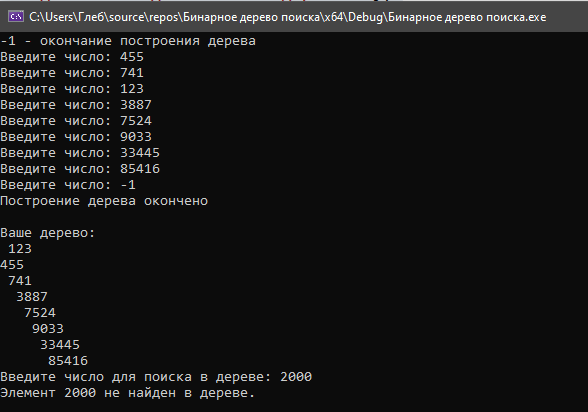 C:\Users\Глеб\source\repos\Бинарное дерево поиска\x64\Debug\Бинарное дерево поиска.exe
-1 - окончание построения дерева
Введите число: 455
Введите число: 741
Введите число: 123
Введите число: 3887
Введите число: 7524
Введите число: 9033
Введите число: 33445
Введите число: 85416
Введите число: -1
Построение дерева окончено

Ваше дерево:
 123
455
 741
  3887
   7524
    9033
     33445
      85416
Введите число для поиска в дереве: 2000
Элемент 2000 не найден в дереве.